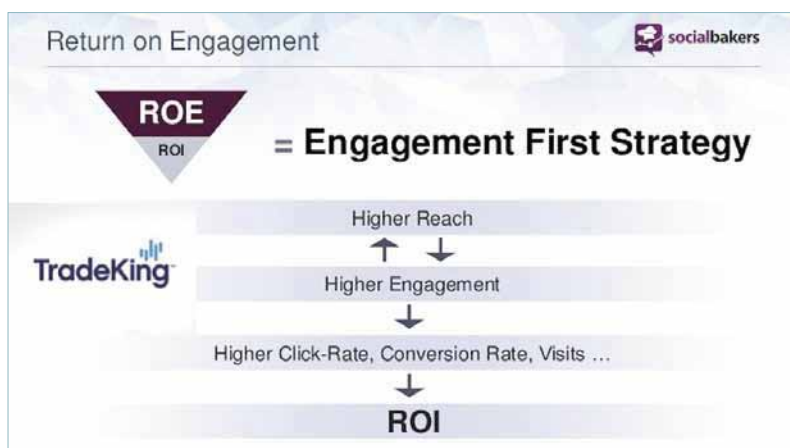 Return on Engagement
socialbakers
ROE
ROI
= Engagement First Strategy
TradeKing
Higher Reach
Higher Engagement
Higher Click-Rate, Conversion Rate, Visits ...
ROI